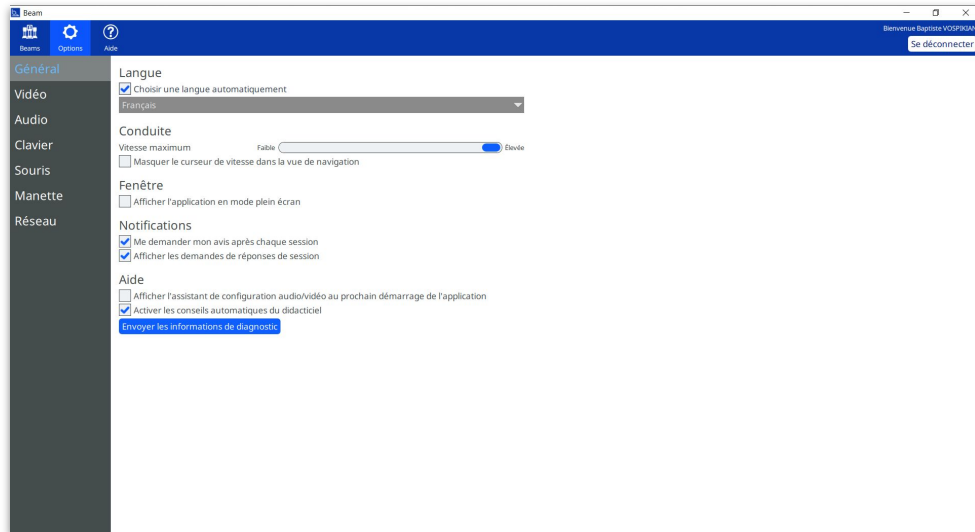 Beam
Bienvenue Baptiste VOSPIKIAN
Beams
Options
Aide
Se déconnecter
Général
Vidéo
Audio
Clavier
Souris
Manette
Réseau
Langue
Choisir une langue automatiquement
Français
Conduite
Vitesse maximum Faible Élevée
Masquer le curseur de vitesse dans la vue de navigation
Fenêtre
Afficher l'application en mode plein écran
Notifications
Me demander mon avis après chaque session
Afficher les demandes de réponses de session
Aide
Afficher l'assistant de configuration audio/vidéo au prochain démarrage de l'application
Activer les conseils automatiques du didacticiel
Envoyer les informations de diagnostic